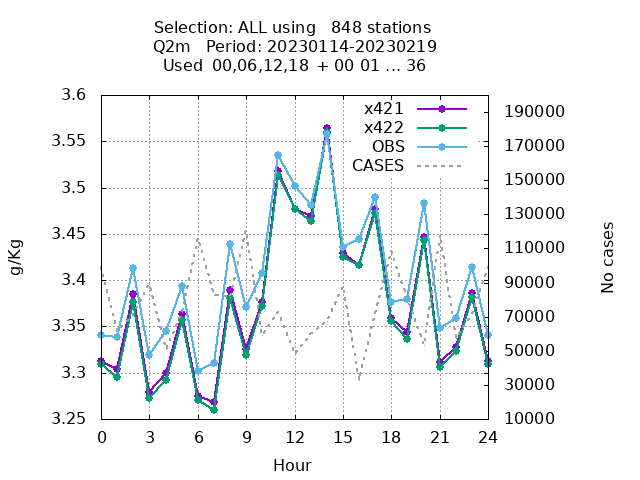 Selection: ALL using   848 stations
Q2m   Period: 20230114-20230219
Used  00,06,12,18  + 00 01 ... 36
3.6
3.55
3.5
3.45
3.4
3.35
3.3
3.25
g/Kg
x421
x422
OBS
CASES
190000
170000
150000
130000
110000
90000
70000
50000
30000
10000
No cases
0 3 6 9 12 15 18 21 24
Hour